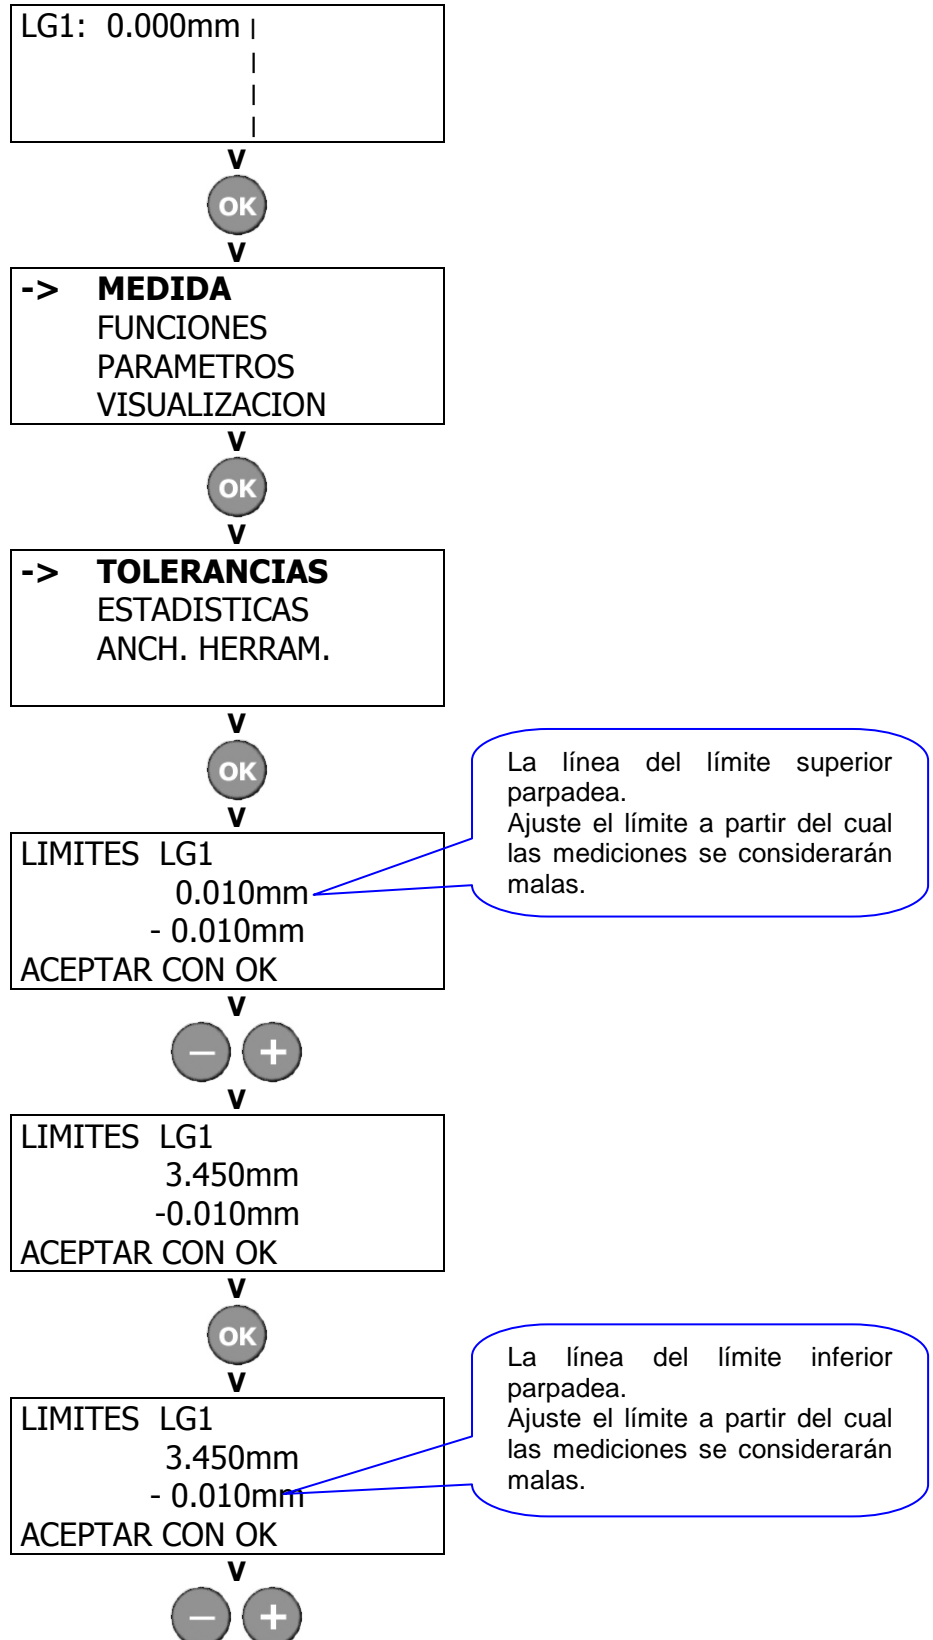 LG1: 0.000mm |
|
|
|
v
OK
v
-> MEDIDA
FUNCIONES
PARAMETROS
VISUALIZACION
v
OK
v
-> TOLERANCIAS
ESTADISTICAS
ANCH. HERRAM.
v
OK
v
La línea del límite superior
parpadea.
Ajuste el límite a partir del cual
las mediciones se considerarán
malas.
LIMITES LG1
0.010mm
- 0.010mm
ACEPTAR CON OK
v
– +
v
LIMITES LG1
3.450mm
-0.010mm
ACEPTAR CON OK
v
OK
v
La línea del límite inferior
parpadea.
Ajuste el límite a partir del cual
las mediciones se considerarán
malas.
LIMITES LG1
3.450mm
- 0.010mm
ACEPTAR CON OK
v
– +